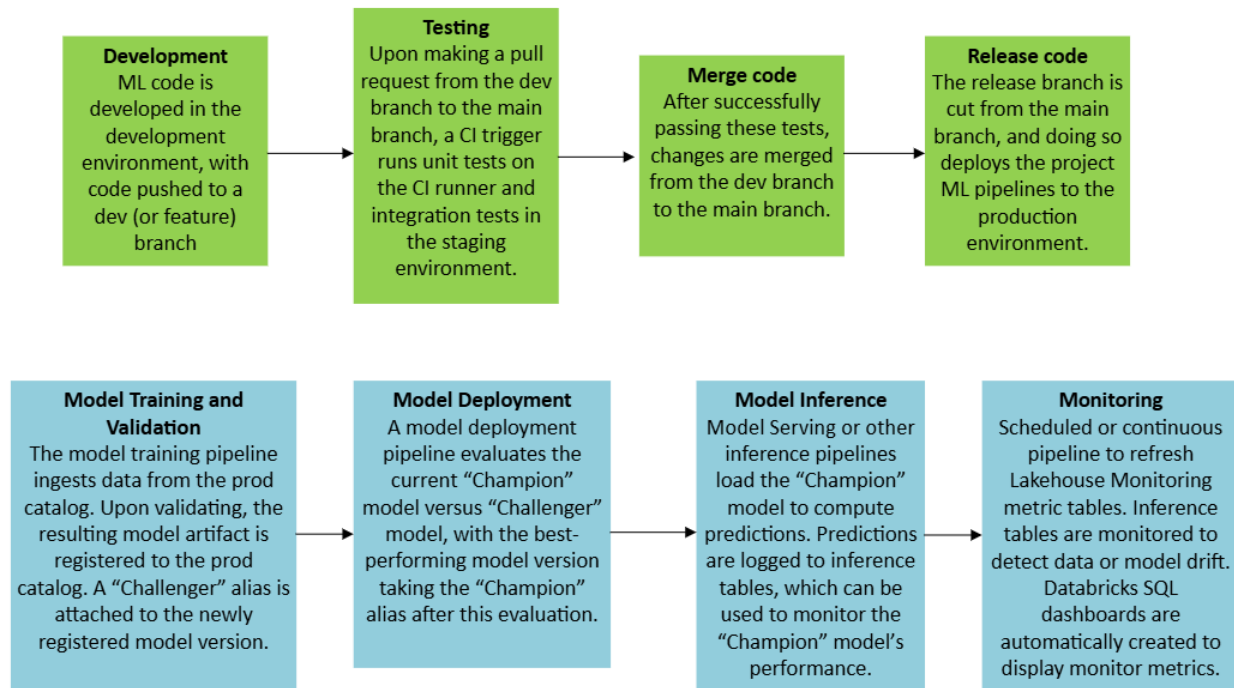 Development
ML code is
developed in the
development
environment, with
code pushed to a
dev (or feature)
branch
Testing
Upon making a pull
request from the dev
branch to the main
branch, a CI trigger
runs unit tests on
the CI runner and
integration tests in
the staging
environment.
Merge code
After successfully
passing these tests,
changes are merged
from the dev branch
to the main branch.
Release code
The release branch is
cut from the main
branch, and doing so
deploys the project
ML pipelines to the
production
environment.
Model Training and
Validation
The model training pipeline
ingests data from the prod
catalog. Upon validating, the
resulting model artifact is
registered to the prod
catalog. A “Challenger” alias is
attached to the newly
registered model version.
Model Deployment
A model deployment
pipeline evaluates the
current “Champion”
model versus “Challenger”
model, with the best-
performing model version
taking the “Champion”
alias after this evaluation.
Model Inference
Model Serving or other
inference pipelines
load the “Champion”
model to compute
predictions. Predictions
are logged to inference
tables, which can be
used to monitor the
“Champion” model’s
performance.
Monitoring
Scheduled or continuous
pipeline to refresh
Lakehouse Monitoring
metric tables. Inference
tables are monitored to
detect data or model drift.
Databricks SQL
dashboards are
automatically created to
display monitor metrics.